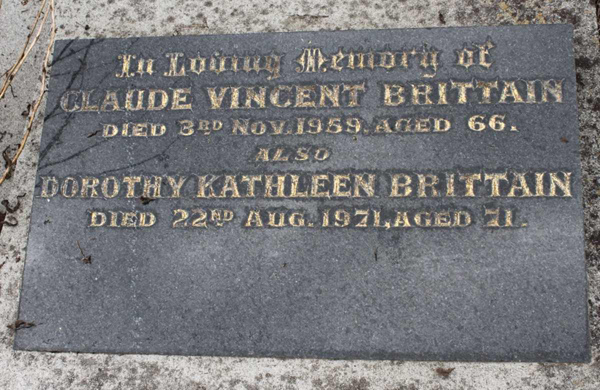 In Loving Memory of
CLAUDE VINCENT BRITTAIN
DIED 3RD NOV. 1959, AGED 66.
ALSO
DOROTHY KATHLEEN BRITTAIN
DIED 22ND AUG. 1971, AGED 71.